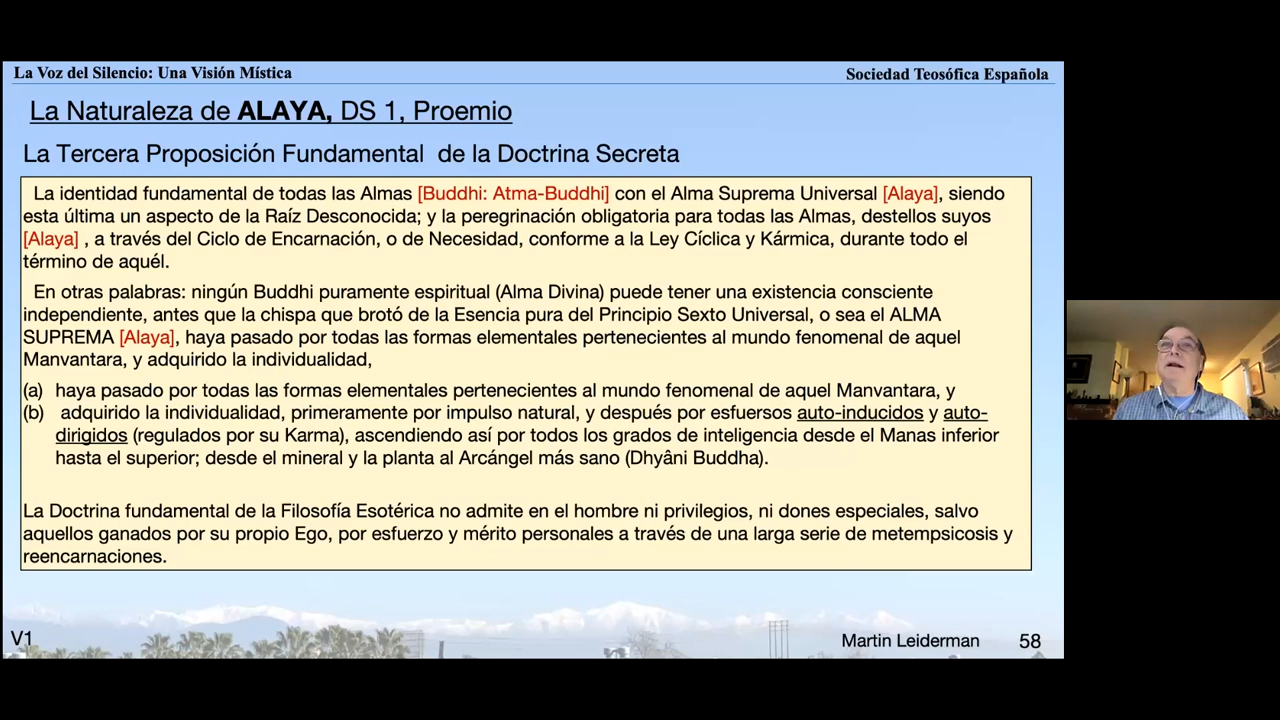 La Voz del Silencio: Una Visión Mística
Sociedad Teosófica Española
La Naturaleza de ALAYA, DS 1, Proemio
La Tercera Proposición Fundamental de la Doctrina Secreta
La identidad fundamental de todas las Almas [Buddhi: Atma-Buddhi] con el Alma Suprema Universal [Alaya], siendo
esta última un aspecto de la Raíz Desconocida; y la peregrinación obligatoria para todas las Almas, destellos suyos
[Alaya] , a través del Ciclo de Encarnación, o de Necesidad, conforme a la Ley Cíclica y Kármica, durante todo el
término de aquél.
En otras palabras: ningún Buddhi puramente espiritual (Alma Divina) puede tener una existencia consciente
independiente, antes que la chispa que brotó de la Esencia pura del Principio Sexto Universal, o sea el ALMA
SUPREMA [Alaya], haya pasado por todas las formas elementales pertenecientes al mundo fenomenal de aquel
Manvantara, y adquirido la individualidad,
(a) haya pasado por todas las formas elementales pertenecientes al mundo fenomenal de aquel Manvantara, y
(b) adquirido la individualidad, primeramente por impulso natural, y después por esfuersos auto-inducidos y auto-
dirigidos (regulados por su Karma), ascendiendo así por todos los grados de inteligencia desde el Manas inferior
hasta el superior; desde el mineral y la planta al Arcángel más sano (Dhyâni Buddha).
La Doctrina fundamental de la Filosofía Esotérica no admite en el hombre ni privilegios, ni dones especiales, salvo
aquellos ganados por su propio Ego, por esfuerzo y mérito personales a través de una larga serie de metempsicosis y
reencarnaciones.
V1
Martin Leiderman 58